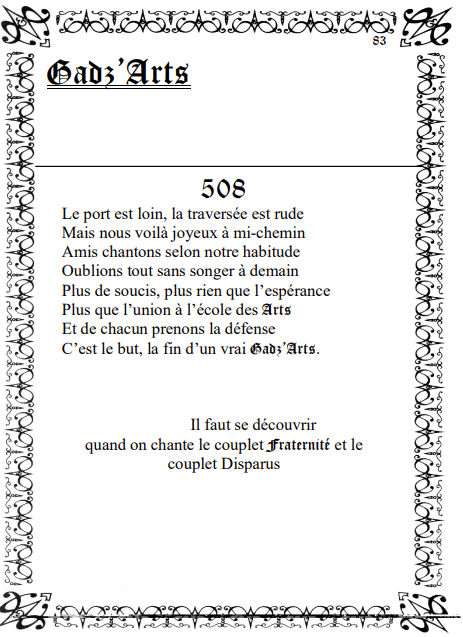 83
Gadz'Arts
508
Le port est loin, la traversée est rude
Mais nous voilà joyeux à mi-chemin
Amis chantons selon notre habitude
Oublions tout sans songer à demain
Plus de soucis, plus rien que l'espérance
Plus que l'union à l'école des Arts
Et de chacun prenons la défense
C'est le but, la fin d'un vrai Gadz'Arts.
Il faut se découvrir
quand on chante le couplet Fraternité et le
couplet Disparus